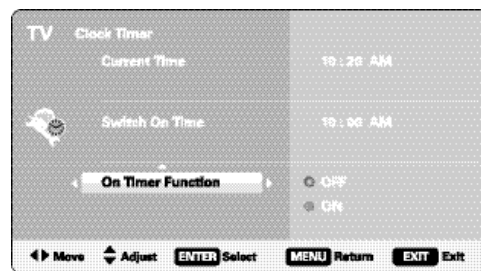 TV Clock Timer
Current Time 10 : 20 AM
Switch On Time 10 : 00 AM
On Timer Function OFF
ON
Move Adjust ENTER Select MENU Return EXIT Exit